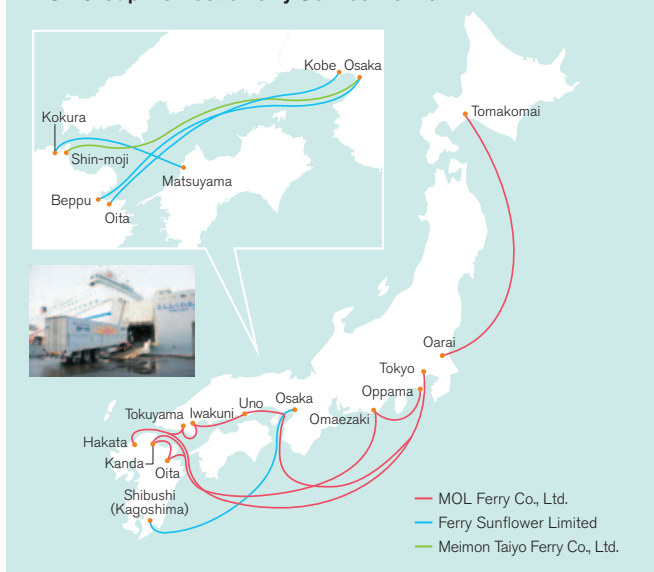 Kobe
Osaka
Kokura
Shin-moji
Matsuyama
Beppu
Oita
Tomakomai
Oarai
Tokyo
Oppama
Omaezaki
Osaka
Uno
Iwakuni
Tokuyama
Hakata
Kanda
Oita
Shibushi
(Kagoshima)
MOL Ferry Co., Ltd.
Ferry Sunflower Limited
Meimon Taiyo Ferry Co., Ltd.